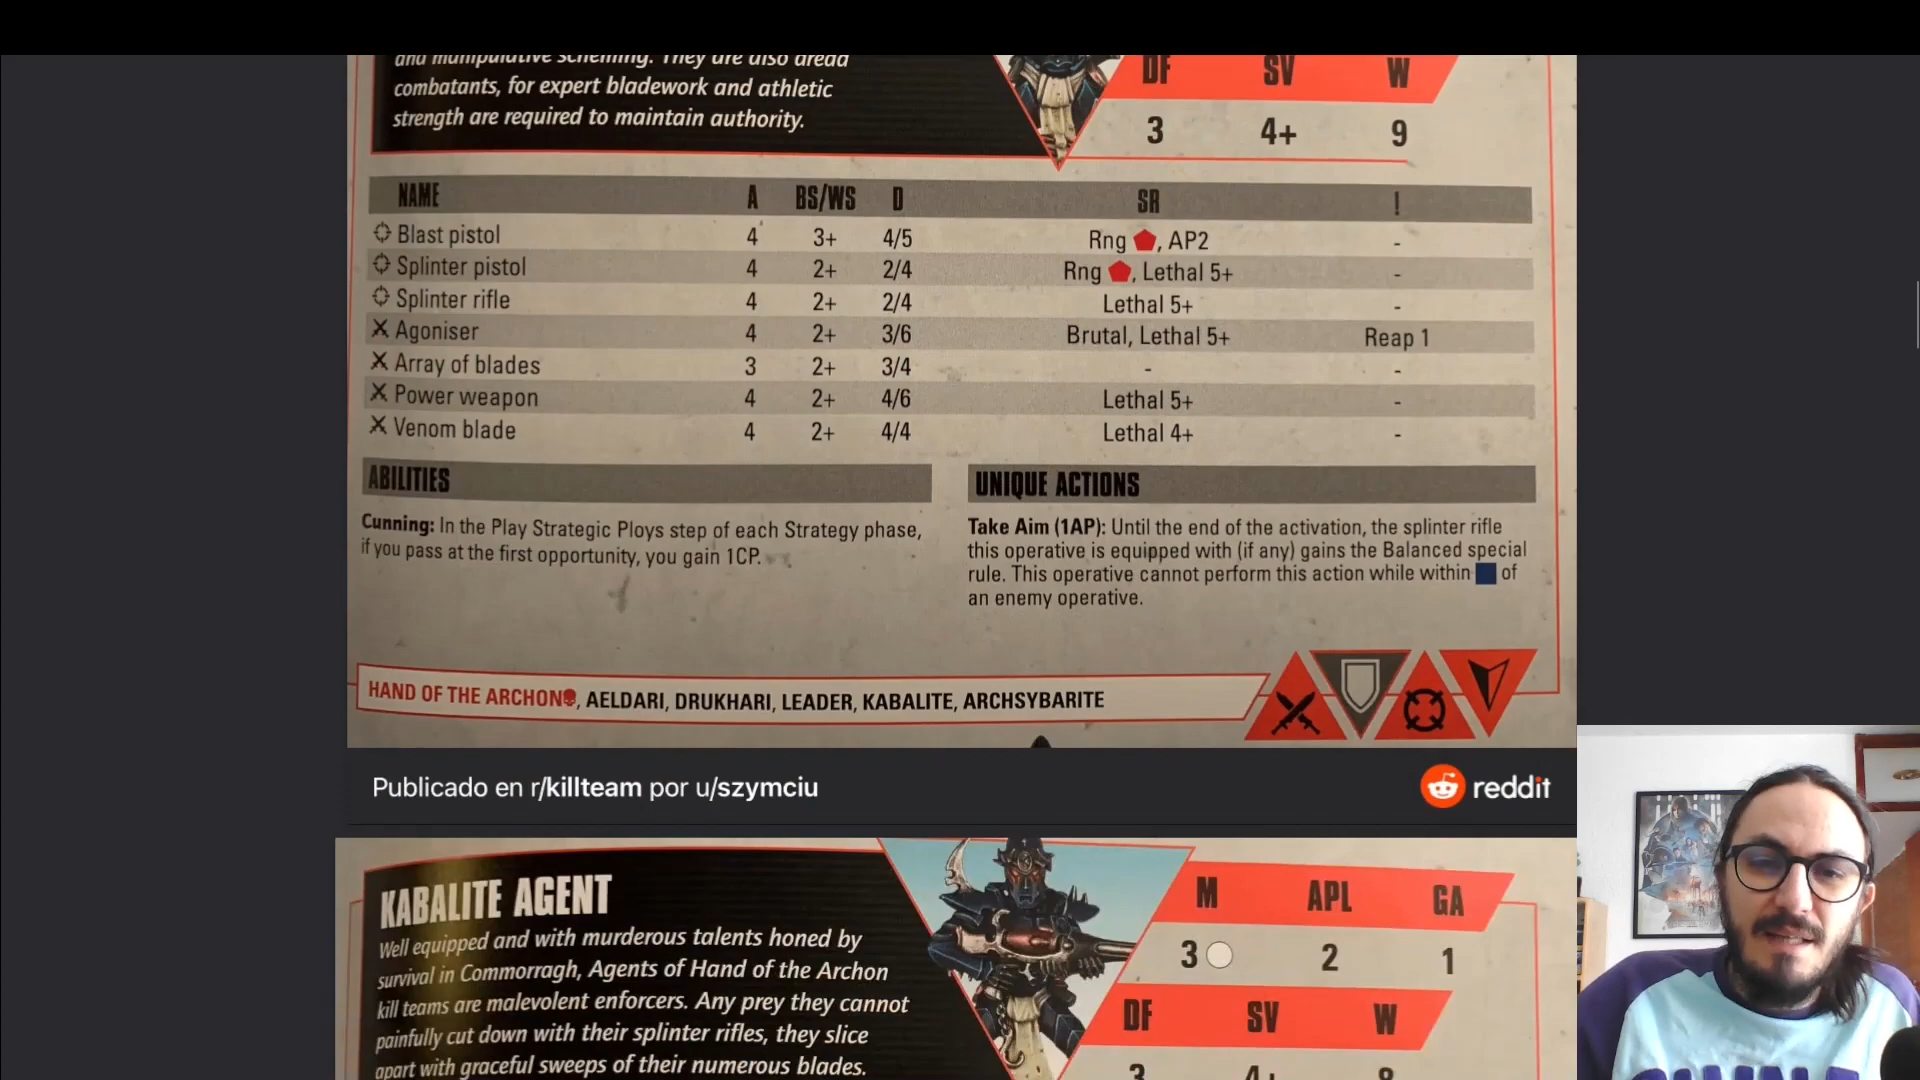 and manipulative scheming. They are also dread
combatants, for expert bladework and athletic
strength are required to maintain authority.
DF SV W
3 4+ 9
NAME A BS/WS D SR !
Blast pistol 4 3+ 4/5 Rng , AP2 -
Splinter pistol 4 2+ 2/4 Rng , Lethal 5+ -
Splinter rifle 4 2+ 2/4 Lethal 5+ -
Agoniser 4 2+ 3/6 Brutal, Lethal 5+ Reap 1
Array of blades 3 2+ 3/4 - -
Power weapon 4 2+ 4/6 Lethal 5+ -
Venom blade 4 2+ 4/4 Lethal 4+ -
ABILITIES
Cunning: In the Play Strategic Ploys step of each Strategy phase,
if you pass at the first opportunity, you gain 1CP.
UNIQUE ACTIONS
Take Aim (1AP): Until the end of the activation, the splinter rifle
this operative is equipped with (if any) gains the Balanced special
rule. This operative cannot perform this action while within of
an enemy operative.
HAND OF THE ARCHON, AELDARI, DRUKHARI, LEADER, KABALITE, ARCHSYBARITE
Publicado en r/killteam por u/szymciu
reddit
KABALITE AGENT
Well equipped and with murderous talents honed by
survival in Commorragh, Agents of Hand of the Archon
kill teams are malevolent enforcers. Any prey they cannot
painfully cut down with their splinter rifles, they slice
apart with graceful sweeps of their numerous blades.
M APL GA
3 2 1
DF SV W
3 4+ 8